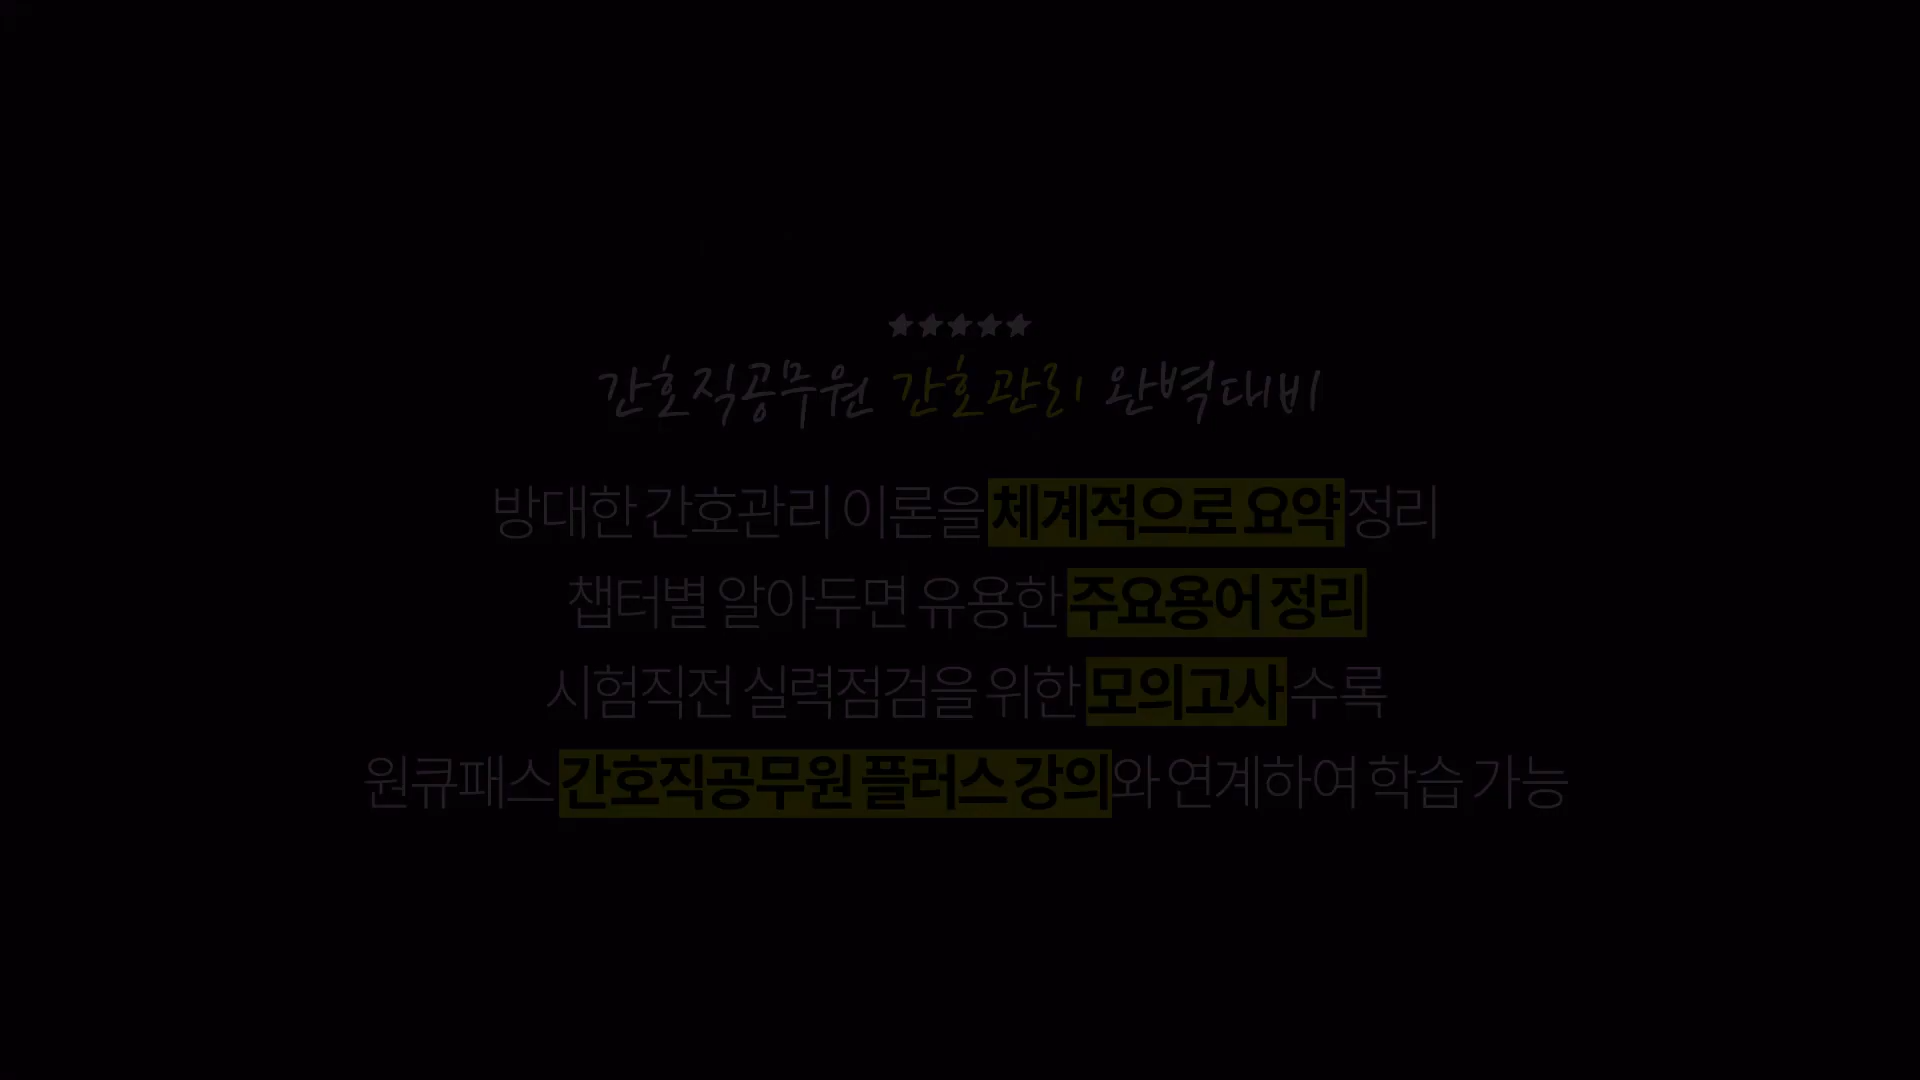 ★★★★★
간호직공무원 간호관리 완벽대비
방대한 간호관리 이론을 체계적으로 요약 정리
챕터별 알아두면 유용한 주요용어 정리
시험직전 실력점검을 위한 모의고사 수록
원큐패스 간호직공무원 플러스 강의와 연계하여 학습 가능